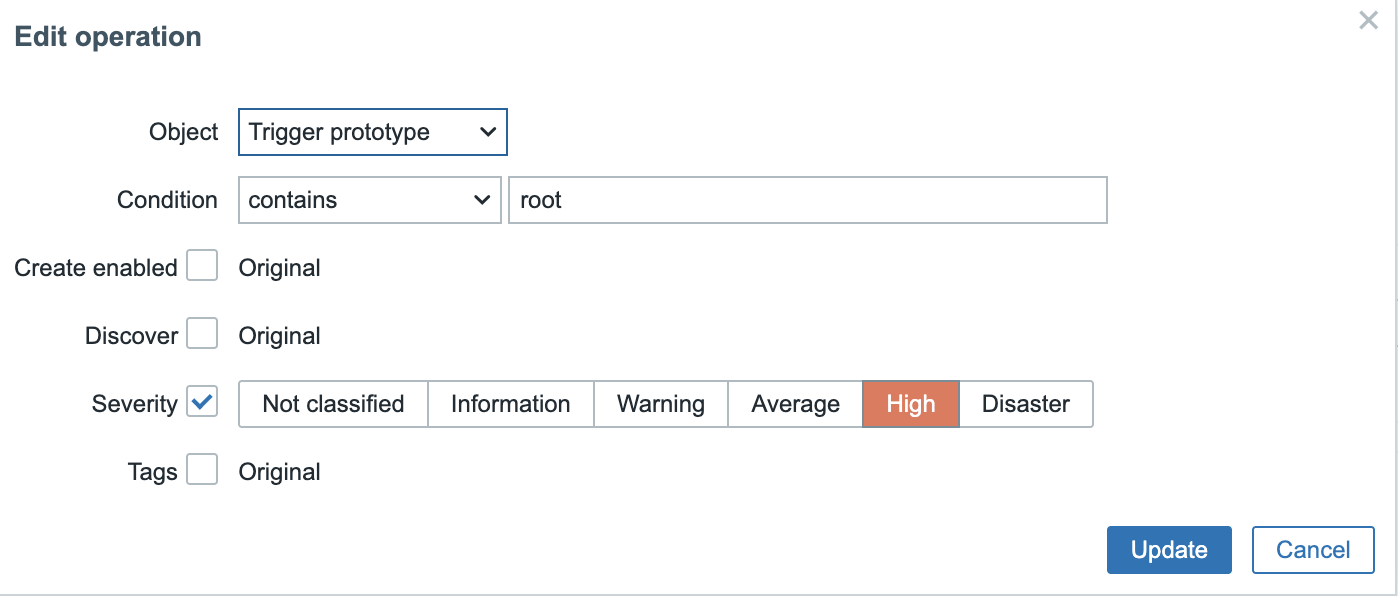 Edit operation
Object Trigger prototype
Condition contains root
Create enabled Original
Discover Original
Severity Not classified Information Warning Average High Disaster
Tags Original
Update Cancel